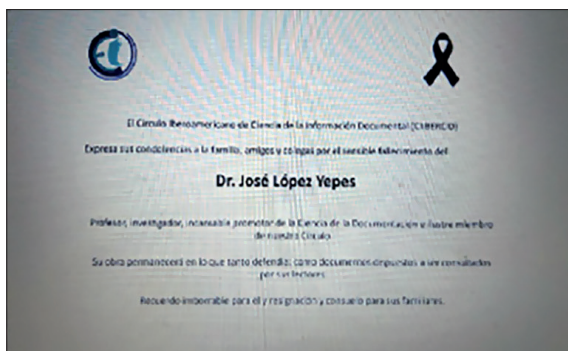 El Círculo Iberoamericano de Ciencia de la Información Documental (CIBERCID)
Expresa sus condolencias a la familia, amigos y colegas por el sensible fallecimiento del
Dr. José López Yepes
Profesor, investigador, incansable promotor de la Ciencia de la Documentación e ilustre miembro
de nuestro Círculo.
Su obra permanecerá en lo que tanto defendía: como documentos dispuestos a ser consultados
por sus lectores.
Recuerdo imborrable para él y resignación y consuelo para sus familiares.